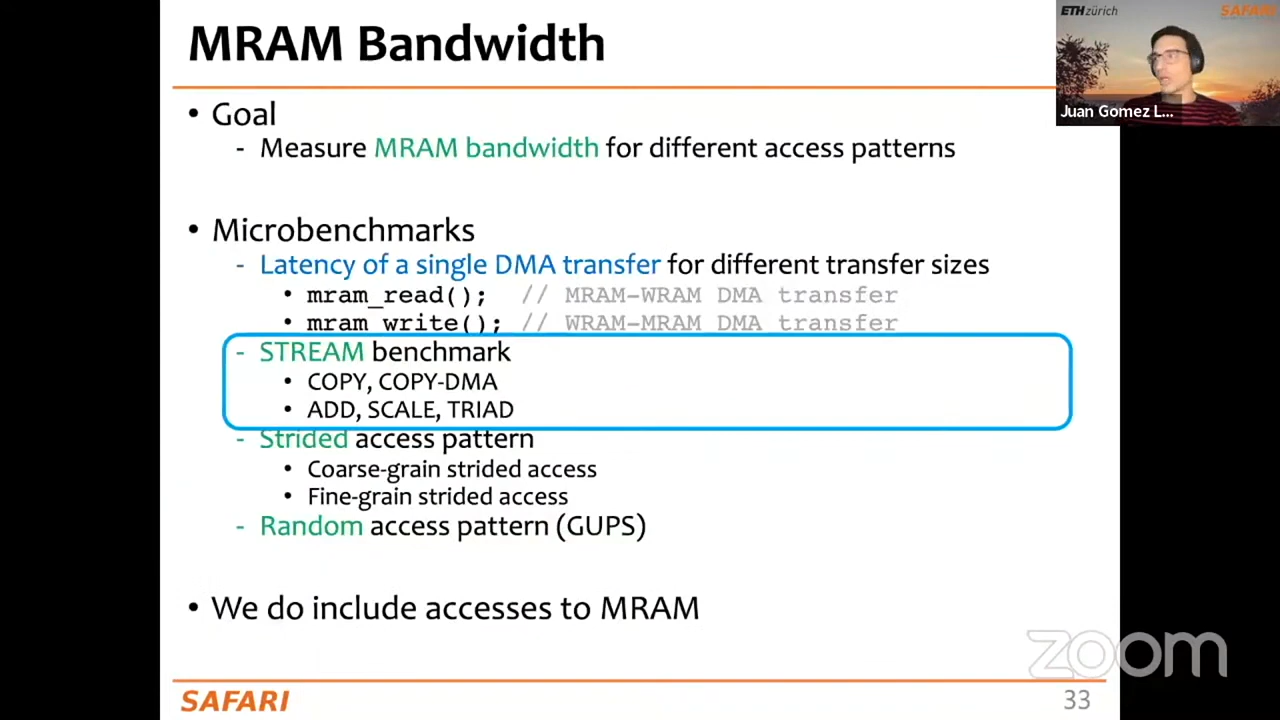 MRAM Bandwidth
ETH zürich
SAFARI
Juan Gomez L...
• Goal
- Measure MRAM bandwidth for different access patterns
• Microbenchmarks
- Latency of a single DMA transfer for different transfer sizes
• mram_read(); // MRAM-WRAM DMA transfer
• mram_write(); // WRAM-MRAM DMA transfer
- STREAM benchmark
• COPY, COPY-DMA
• ADD, SCALE, TRIAD
- Strided access pattern
• Coarse-grain strided access
• Fine-grain strided access
- Random access pattern (GUPS)
• We do include accesses to MRAM
zoom
SAFARI
33